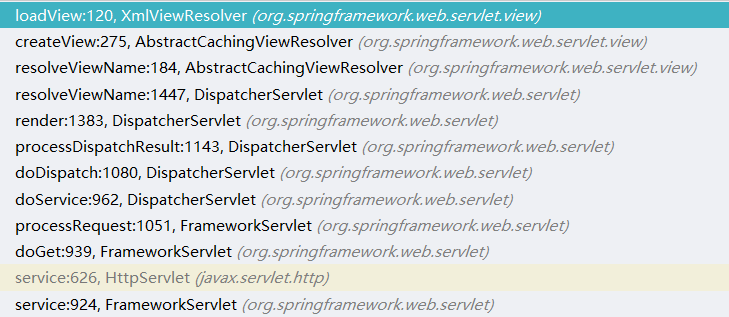 loadView:120, XmlViewResolver (org.springframework.web.servlet.view)
createView:275, AbstractCachingViewResolver (org.springframework.web.servlet.view)
resolveViewName:184, AbstractCachingViewResolver (org.springframework.web.servlet.view)
resolveViewName:1447, DispatcherServlet (org.springframework.web.servlet)
render:1383, DispatcherServlet (org.springframework.web.servlet)
processDispatchResult:1143, DispatcherServlet (org.springframework.web.servlet)
doDispatch:1080, DispatcherServlet (org.springframework.web.servlet)
doService:962, DispatcherServlet (org.springframework.web.servlet)
processRequest:1051, FrameworkServlet (org.springframework.web.servlet)
doGet:939, FrameworkServlet (org.springframework.web.servlet)
service:626, HttpServlet (javax.servlet.http)
service:924, FrameworkServlet (org.springframework.web.servlet)